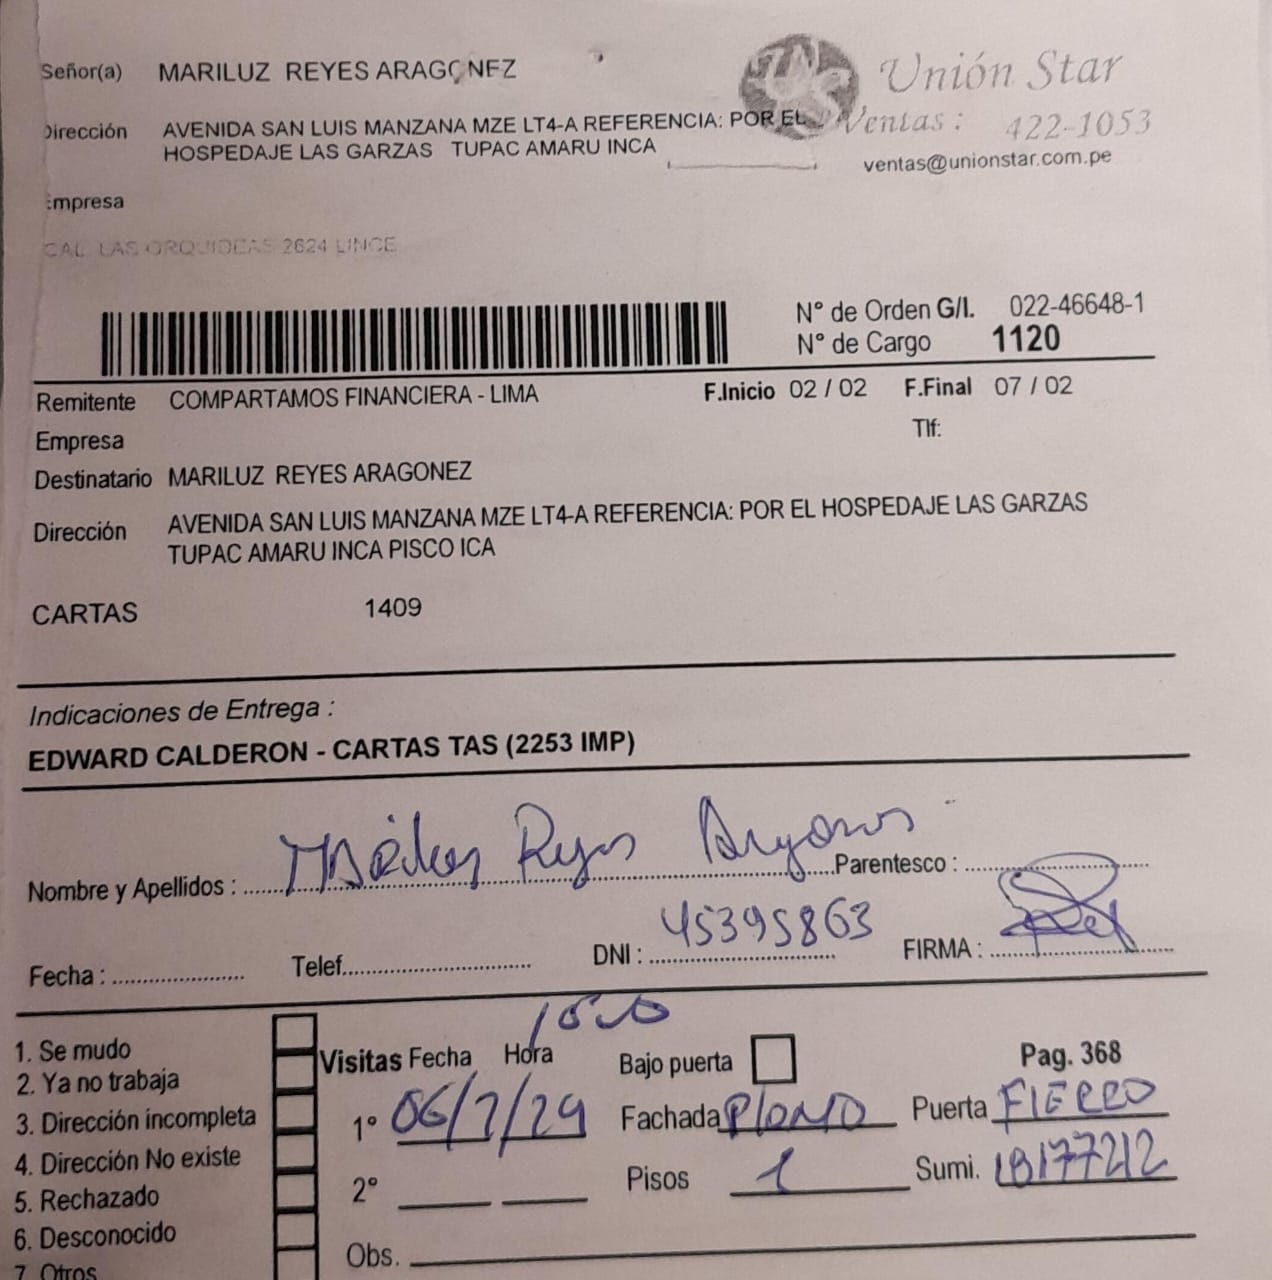 Señor(a) MARILUZ REYES ARAGONEZ
Unión Star
Dirección AVENIDA SAN LUIS MANZANA MZE LT4-A REFERENCIA: POR EL
HOSPEDAJE LAS GARZAS TUPAC AMARU INCA
Ventas: 422-1053
ventas@unionstar.com.pe
Empresa
CAL. LAS ORQUIDEAS 2624 LINCE
N° de Orden G/I. 022-46648-1
N° de Cargo 1120
Remitente COMPARTAMOS FINANCIERA - LIMA F.Inicio 02 / 02 F.Final 07 / 02
Empresa Tlf:
Destinatario MARILUZ REYES ARAGONEZ
Dirección AVENIDA SAN LUIS MANZANA MZE LT4-A REFERENCIA: POR EL HOSPEDAJE LAS GARZAS
TUPAC AMARU INCA PISCO ICA
CARTAS 1409
Indicaciones de Entrega :
EDWARD CALDERON - CARTAS TAS (2253 IMP)
Nombre y Apellidos : Reyes Parentesco :
Fecha : Telef. DNI : 45395863 FIRMA :
1. Se mudo
2. Ya no trabaja
3. Dirección incompleta
4. Dirección No existe
5. Rechazado
6. Desconocido
7. Otros
Visitas Fecha Hora Bajo puerta Pag. 368
1° Fachada Plomo Puerta FIERRO
2° Pisos 1 Sumi. 18177212
Obs.